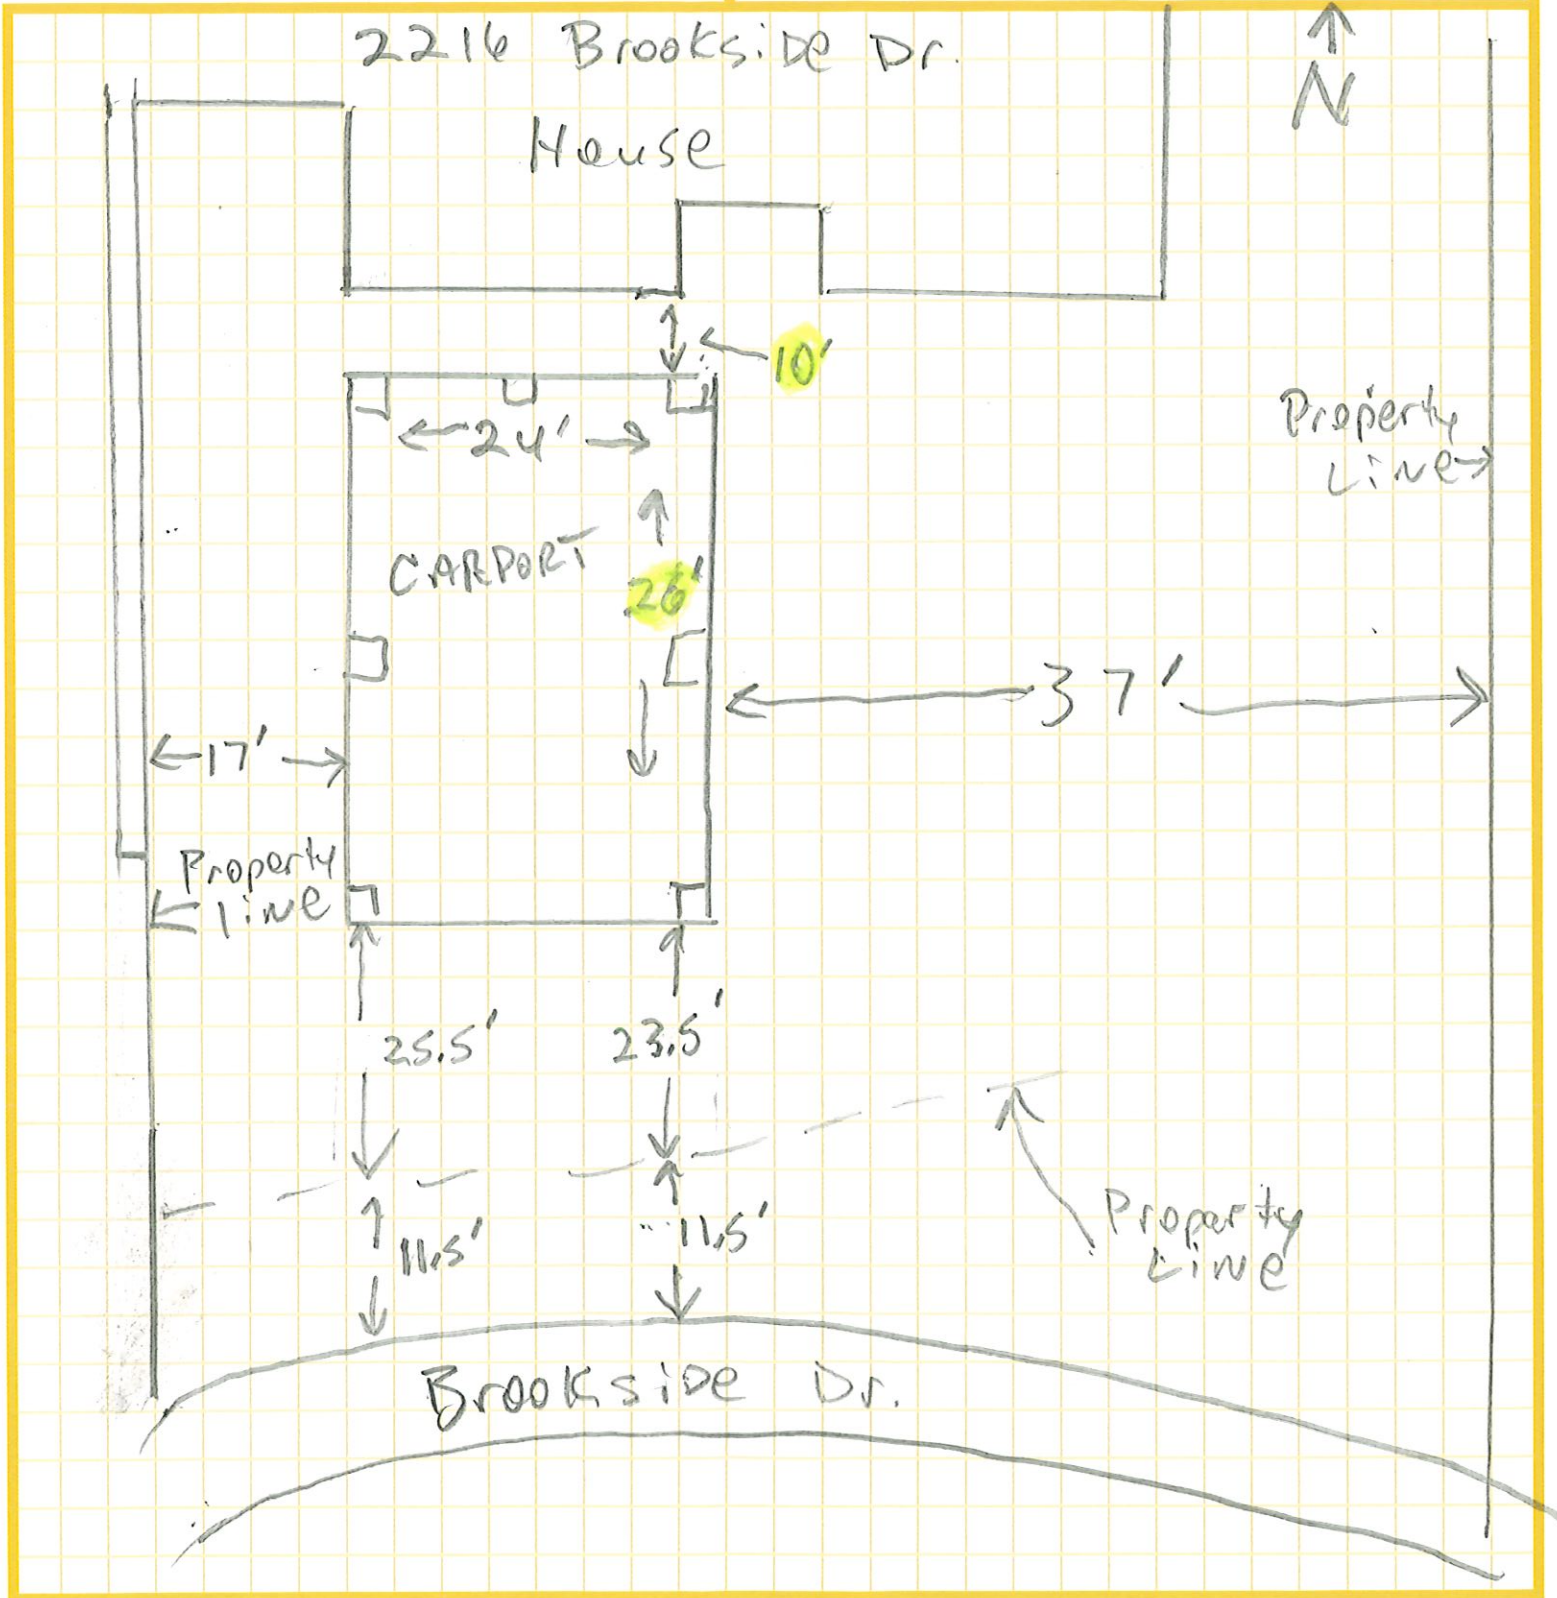 2216 Brookside Dr.
N
House
10'
24'
Property
Line
CARPORT
26'
37'
17'
Property
line
25.5'
23.5'
11.5'
11.5'
Property
Line
Brookside Dr.